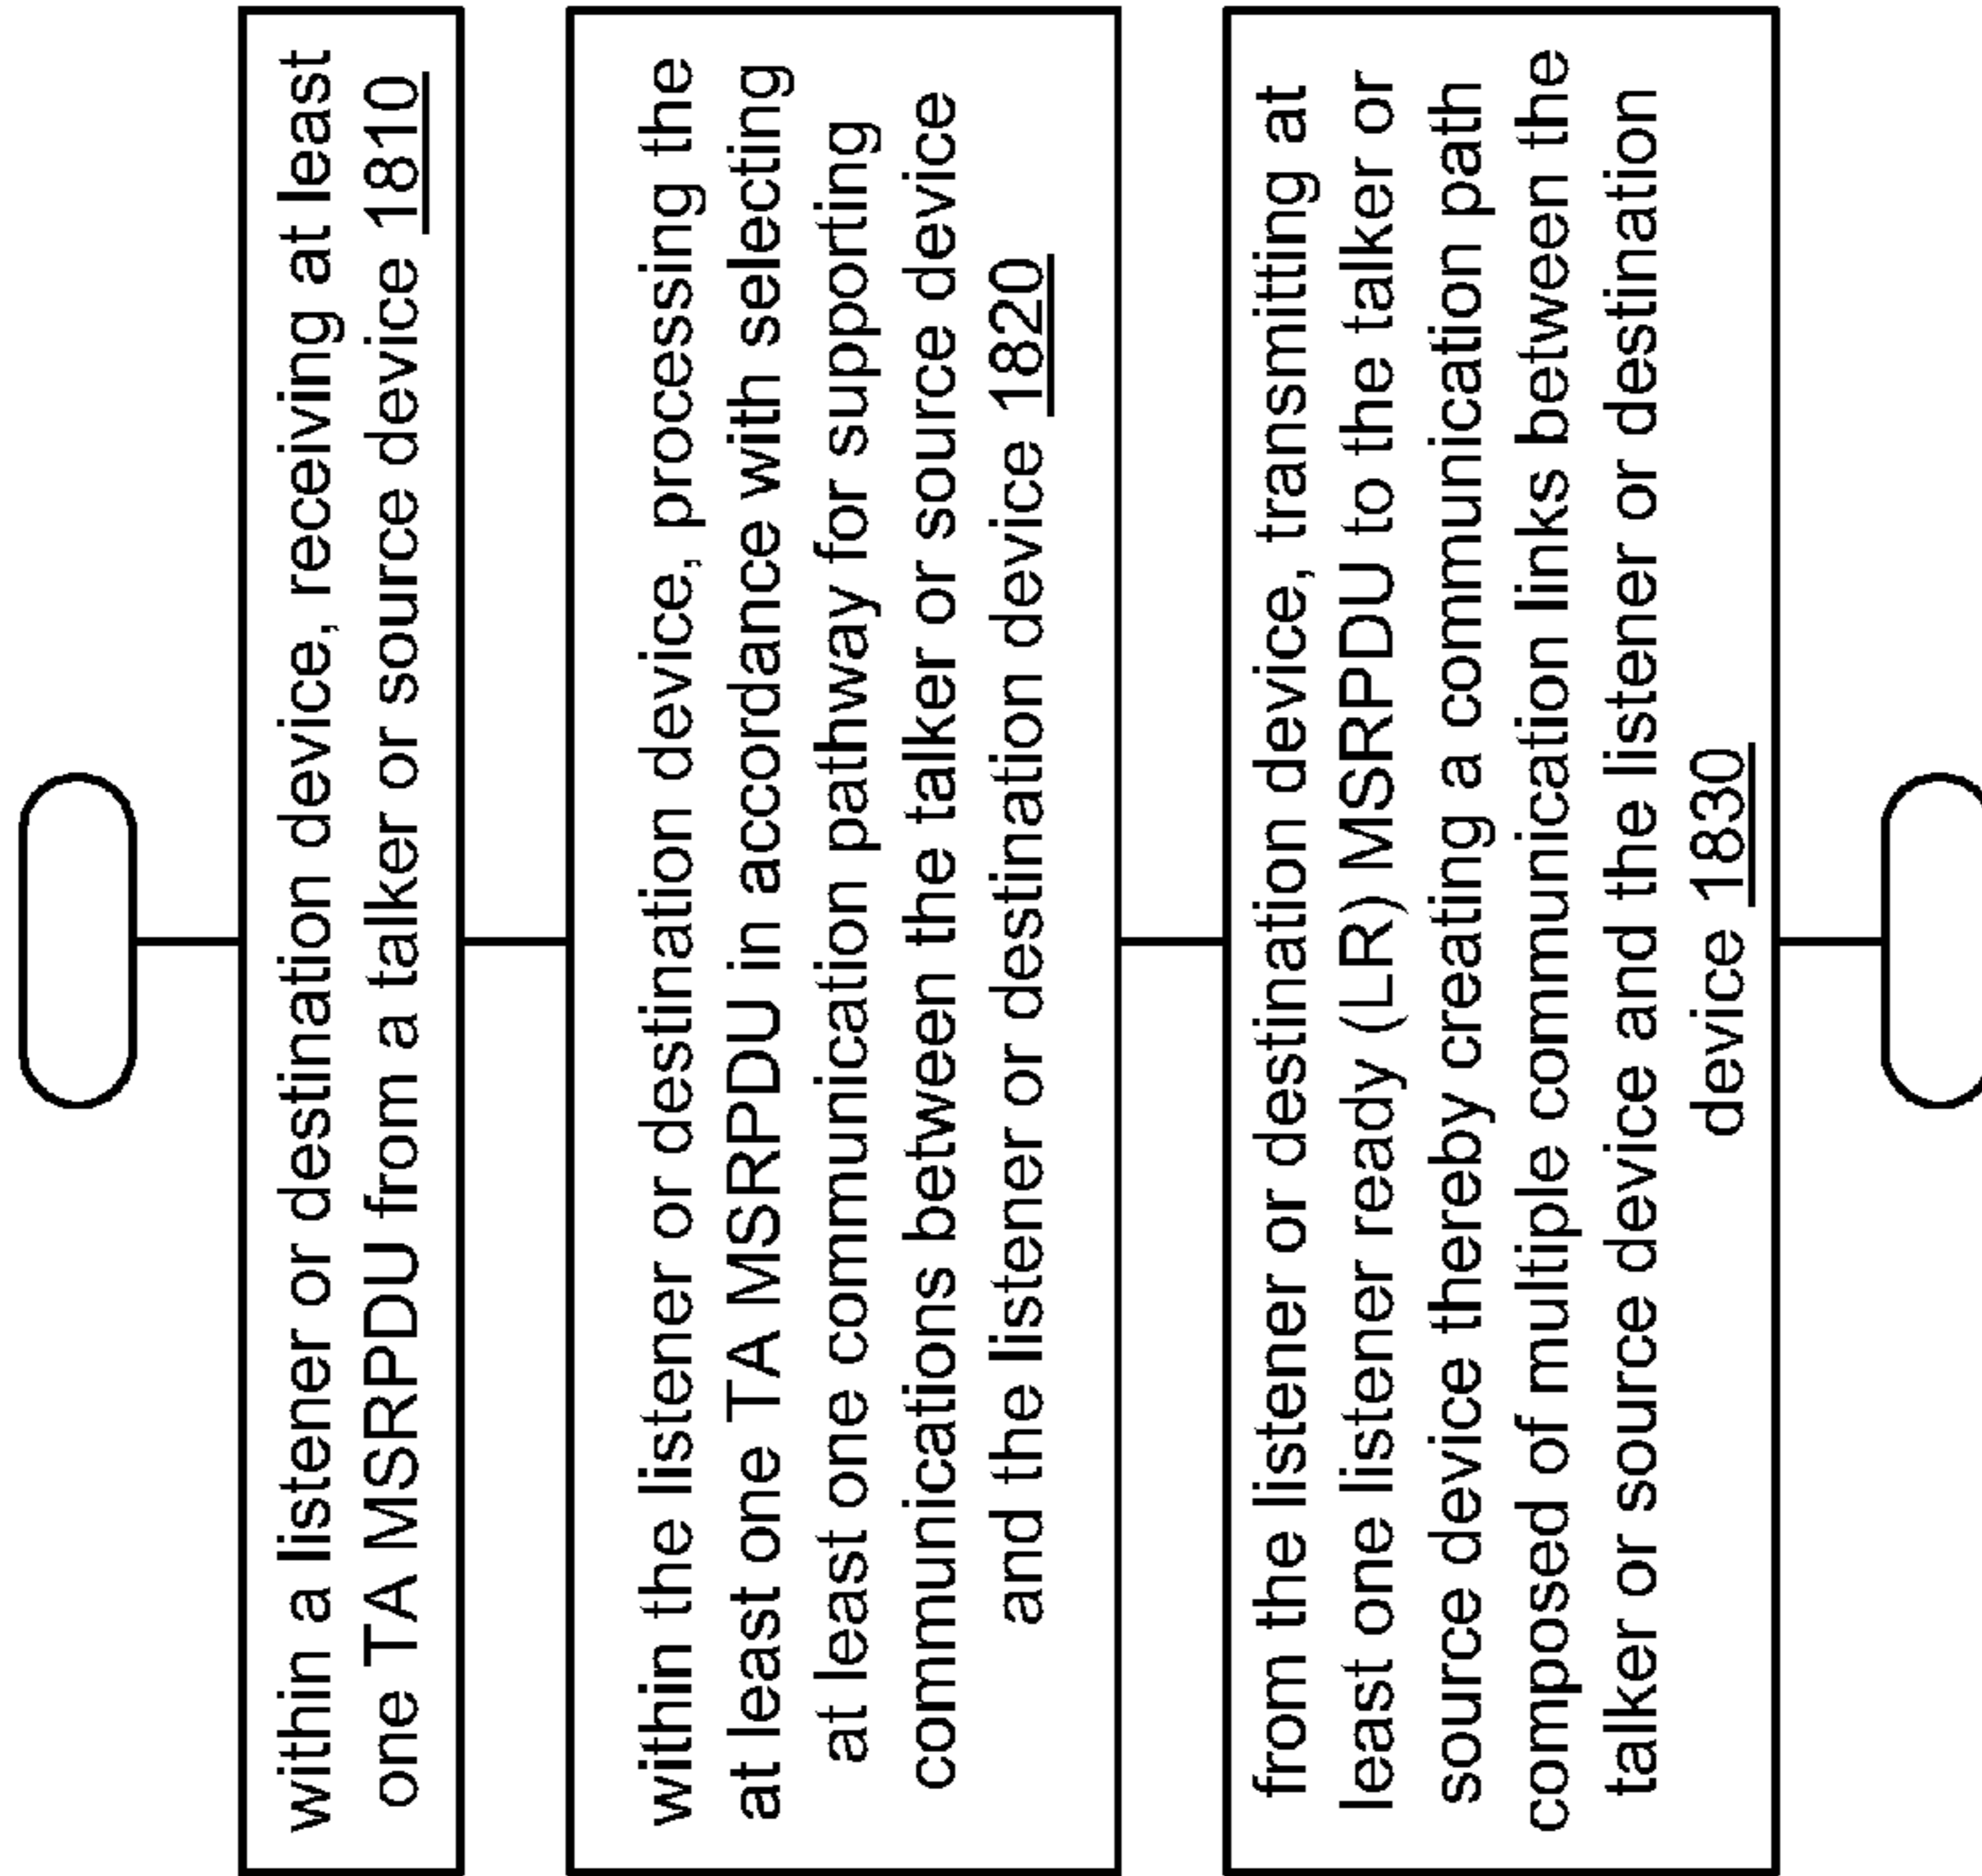 within a listener or destination device, receiving at least
one TA MSRPDU from a talker or source device 1810
within the listener or destination device, processing the
at least one TA MSRPDU in accordance with selecting
at least one communication pathway for supporting
communications between the talker or source device
and the listener or destination device 1820
from the listener or destination device, transmitting at
least one listener ready (LR) MSRPDU to the talker or
source device thereby creating a communication path
composed of multiple communication links between the
talker or source device and the listener or destination
device 1830